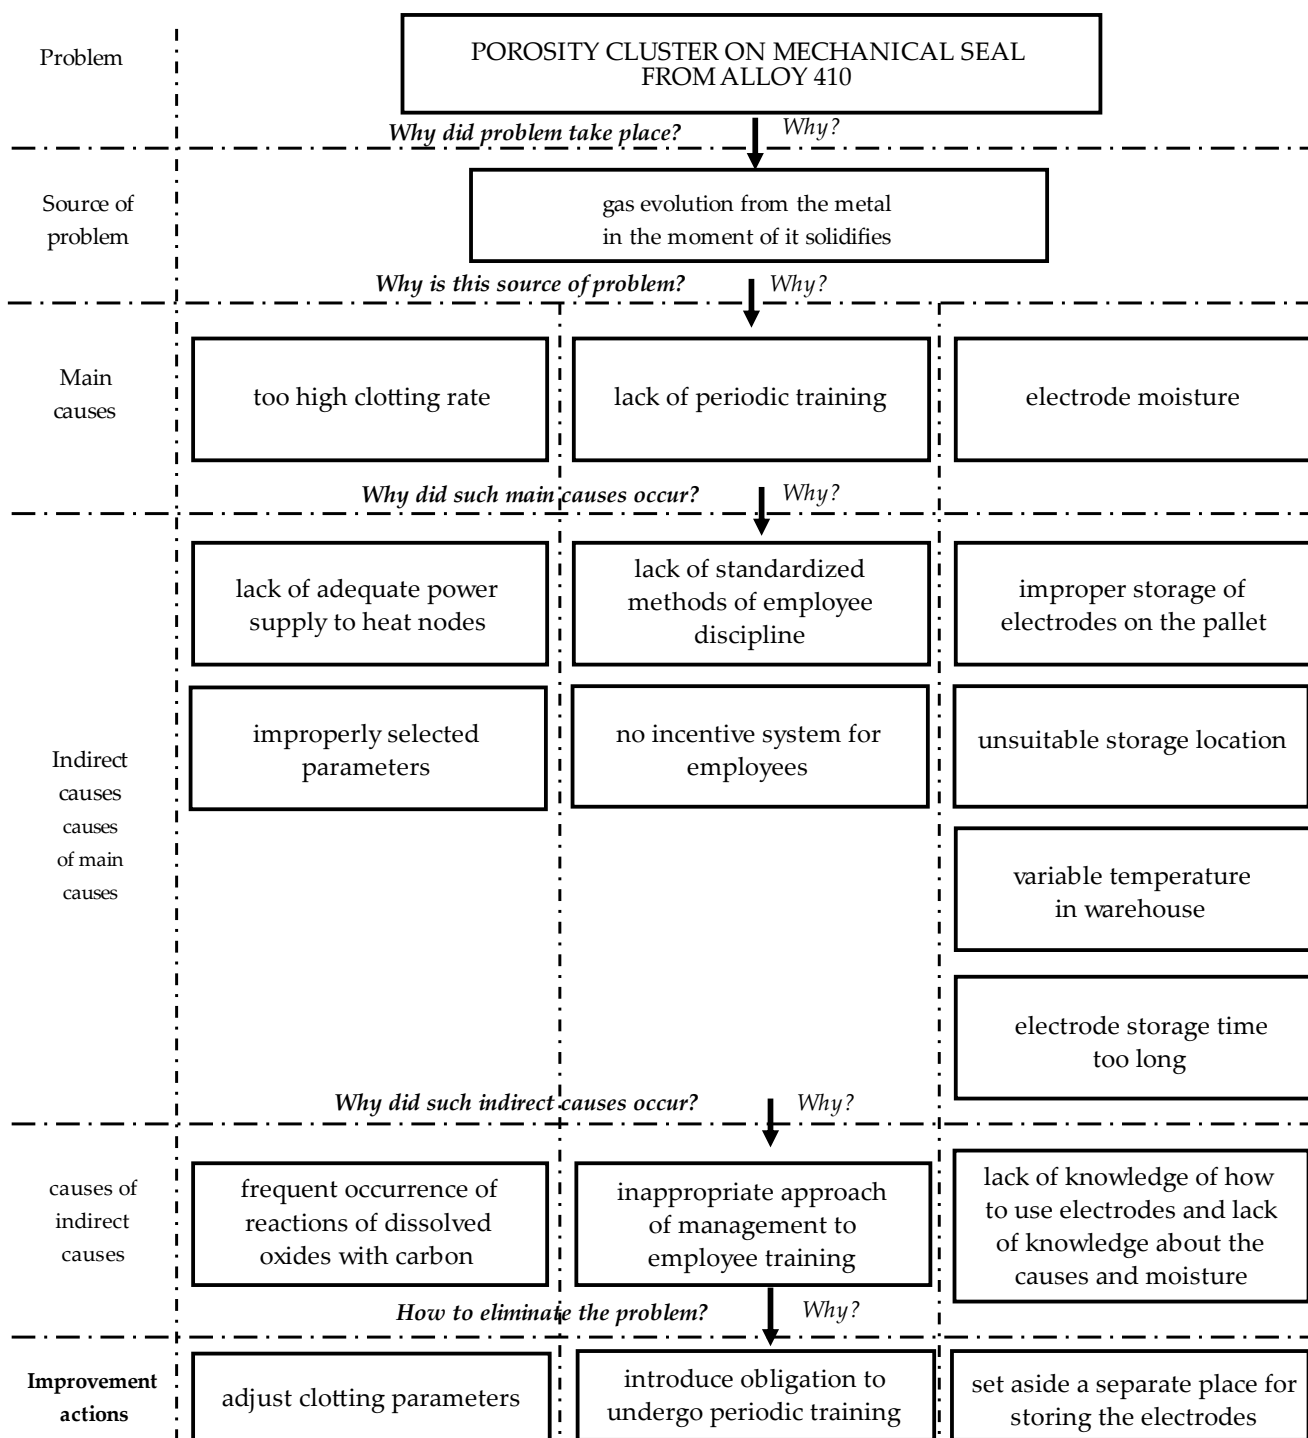 Problem
POROSITY CLUSTER ON MECHANICAL SEAL
FROM ALLOY 410
Why did problem take place?
Why?
Source of
problem
gas evolution from the metal
in the moment of it solidifies
Why is this source of problem?
Why?
Main
causes
too high clotting rate
lack of periodic training
electrode moisture
Why did such main causes occur?
Why?
Indirect
causes
causes
of main
causes
lack of adequate power
supply to heat nodes
lack of standardized
methods of employee
discipline
improper storage of
electrodes on the pallet
improperly selected
parameters
no incentive system for
employees
unsuitable storage location
variable temperature
in warehouse
electrode storage time
too long
Why did such indirect causes occur?
Why?
causes of
indirect
causes
frequent occurrence of
reactions of dissolved
oxides with carbon
inappropriate approach
of management to
employee training
lack of knowledge of how
to use electrodes and lack
of knowledge about the
causes and moisture
How to eliminate the problem?
Why?
Improvement
actions
adjust clotting parameters
introduce obligation to
undergo periodic training
set aside a separate place for
storing the electrodes